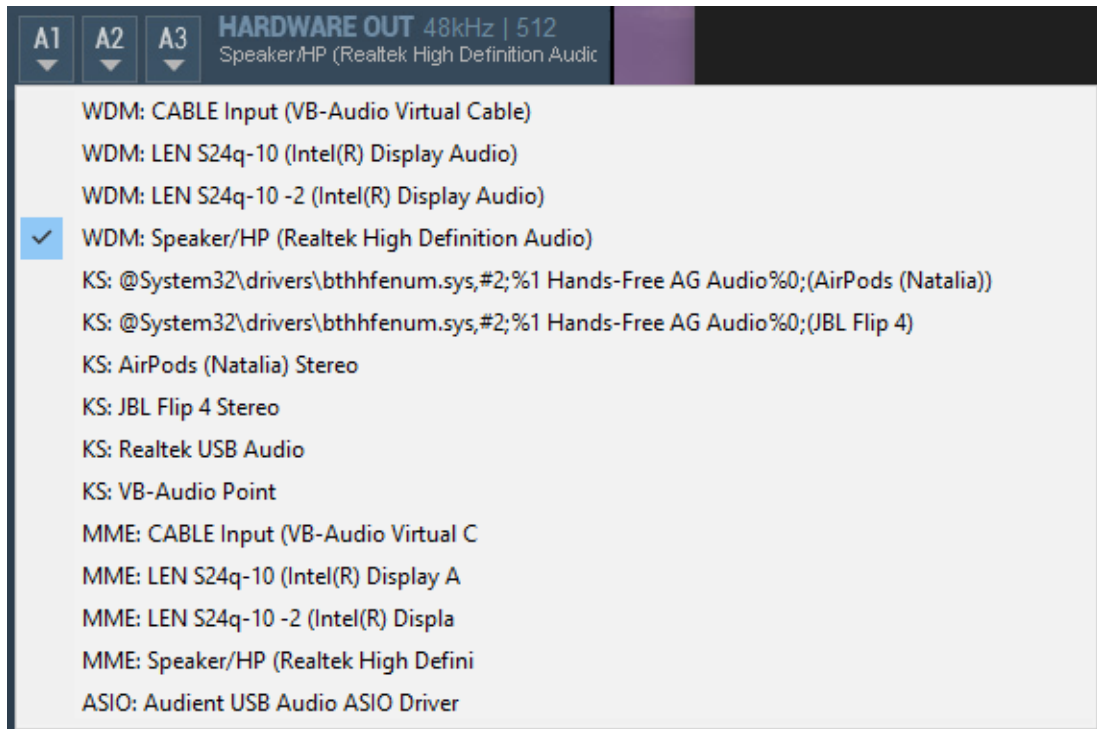 A1 A2 A3 HARDWARE OUT 48kHz | 512
Speaker/HP (Realtek High Definition Audic
WDM: CABLE Input (VB-Audio Virtual Cable)
WDM: LEN S24q-10 (Intel(R) Display Audio)
WDM: LEN S24q-10 -2 (Intel(R) Display Audio)
WDM: Speaker/HP (Realtek High Definition Audio)
KS: @System32\drivers\bthhfenum.sys,#2;%1 Hands-Free AG Audio%0;(AirPods (Natalia))
KS: @System32\drivers\bthhfenum.sys,#2;%1 Hands-Free AG Audio%0;(JBL Flip 4)
KS: AirPods (Natalia) Stereo
KS: JBL Flip 4 Stereo
KS: Realtek USB Audio
KS: VB-Audio Point
MME: CABLE Input (VB-Audio Virtual C
MME: LEN S24q-10 (Intel(R) Display A
MME: LEN S24q-10 -2 (Intel(R) Displa
MME: Speaker/HP (Realtek High Defini
ASIO: Audient USB Audio ASIO Driver